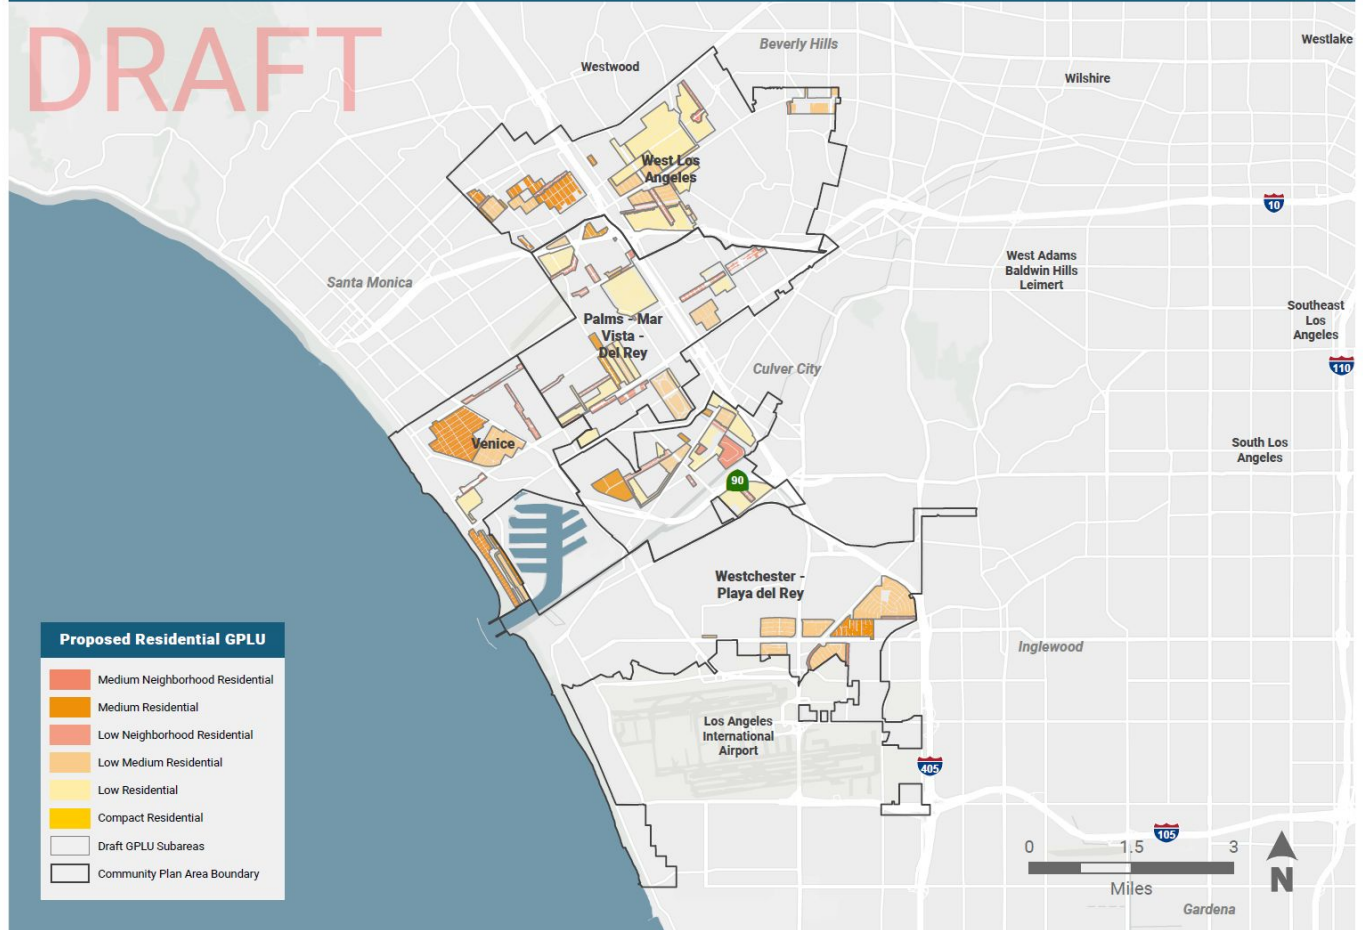 DRAFT
Beverly Hills
Westlake
Westwood
Wilshire
West Los
Angeles
10
West Adams
Baldwin Hills
Leimert
Santa Monica
Southeast
Los
Angeles
Palms - Mar
Vista -
Del Rey
110
Culver City
Venice
South Los
Angeles
90
Westchester -
Playa del Rey
Inglewood
Los Angeles
International
Airport
405
105
Proposed Residential GPLU
Medium Neighborhood Residential
Medium Residential
Low Neighborhood Residential
Low Medium Residential
Low Residential
Compact Residential
Draft GPLU Subareas
Community Plan Area Boundary
0 1.5 3
Miles
N
Gardena